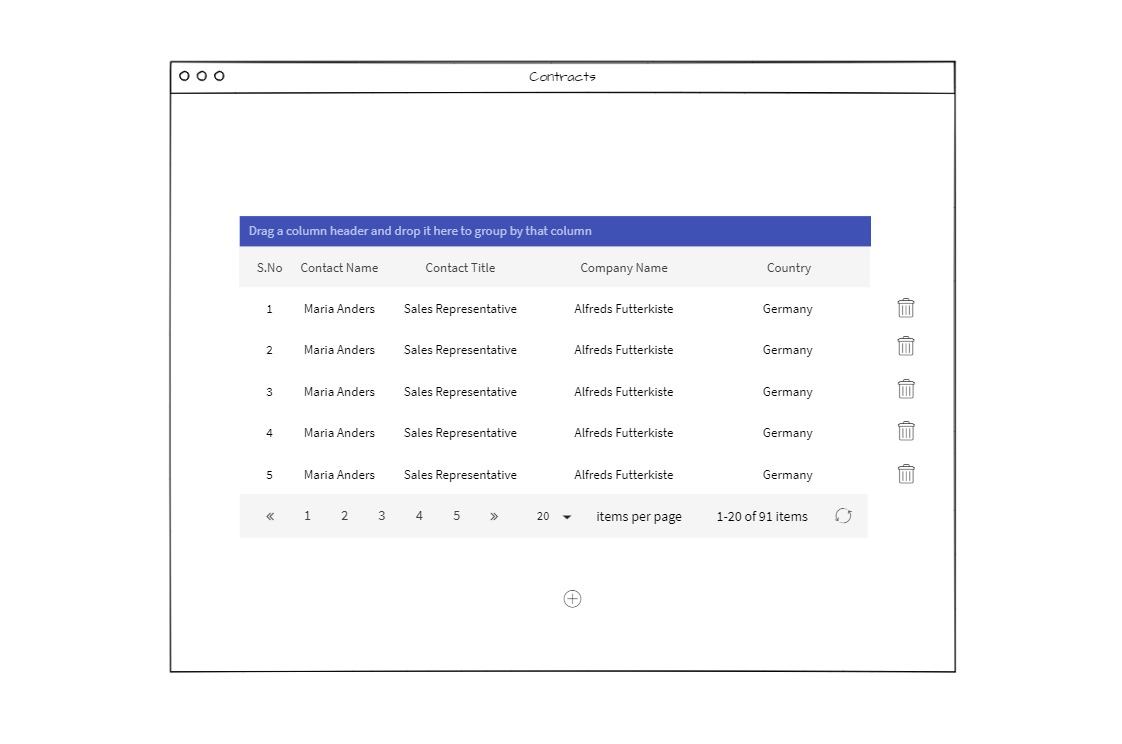 Contracts
Drag a column header and drop it here to group by that column
S.No Contact Name Contact Title Company Name Country
1 Maria Anders Sales Representative Alfreds Futterkiste Germany
2 Maria Anders Sales Representative Alfreds Futterkiste Germany
3 Maria Anders Sales Representative Alfreds Futterkiste Germany
4 Maria Anders Sales Representative Alfreds Futterkiste Germany
5 Maria Anders Sales Representative Alfreds Futterkiste Germany
« 1 2 3 4 5 » 20 items per page 1-20 of 91 items